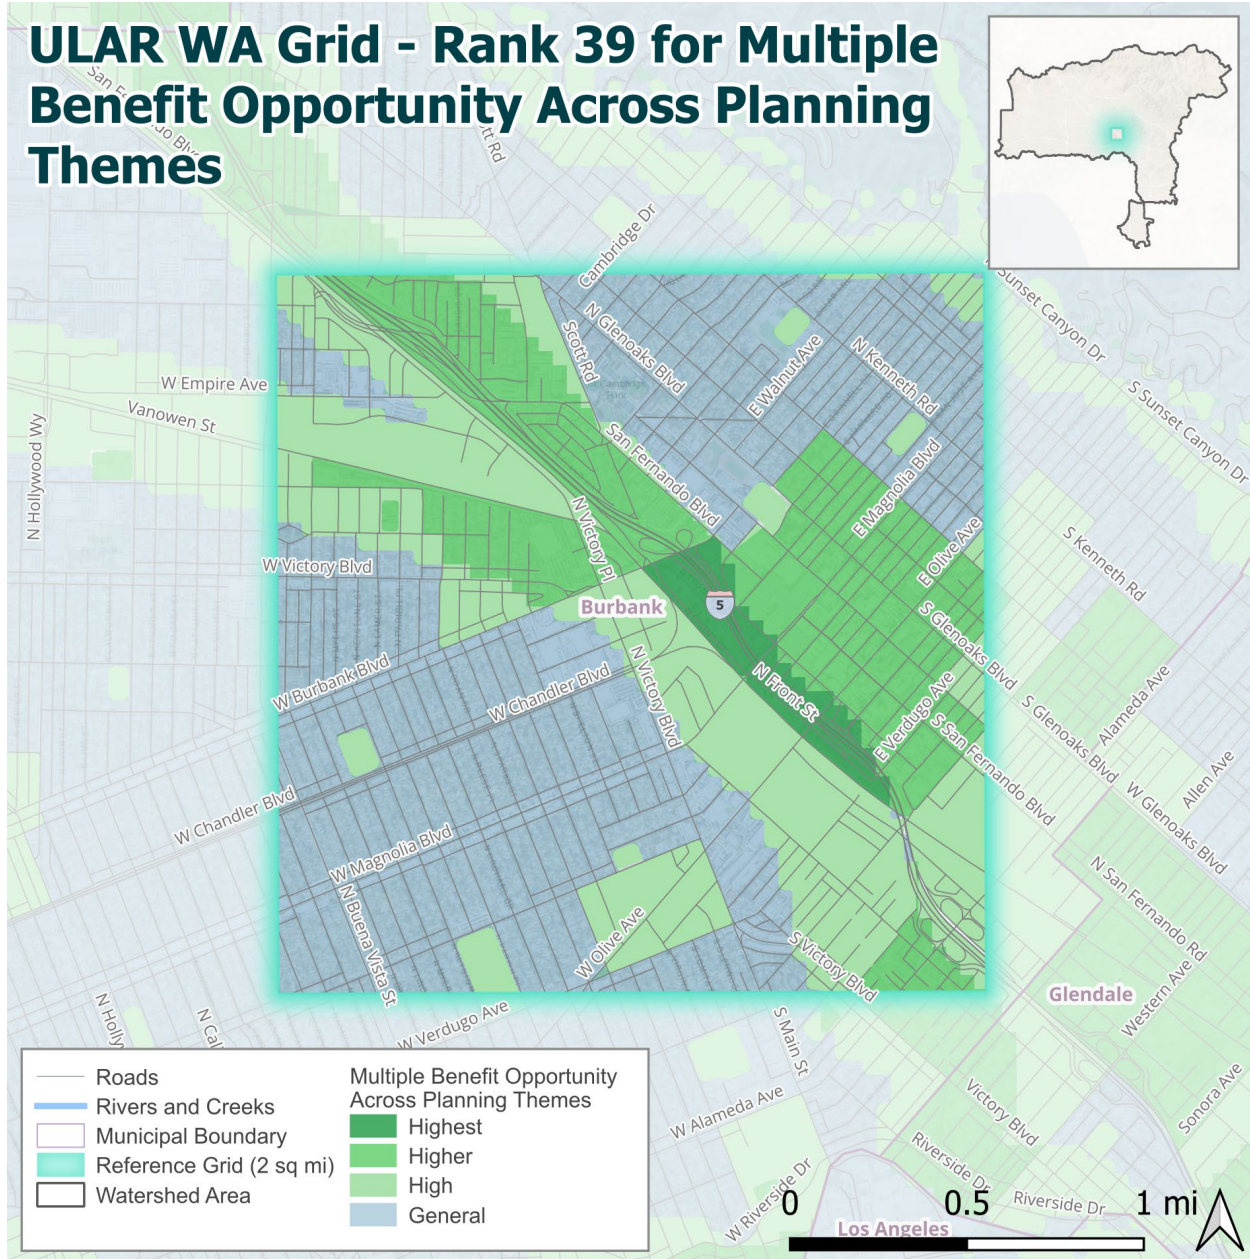 ULAR WA Grid - Rank 39 for Multiple
Benefit Opportunity Across Planning
Themes
Cambridge Dr
N Glenoaks Blvd
Scott Rd
E Walnut Ave
N Kenneth Rd
Sunset Canyon Dr
S Sunset Canyon Dr
W Empire Ave
Vanowen St
N Hollywood Wy
San Fernando Blvd
E Magnolia Blvd
E Olive Ave
S Kenneth Rd
N Victory Pl
W Victory Blvd
Burbank
5
S Glenoaks Blvd
W Burbank Blvd
W Chandler Blvd
N Victory Blvd
N Front St
E Verdugo Ave
S San Fernando Blvd
S Glenoaks Blvd
Alameda Ave
Allen Ave
W Glenoaks Blvd
W Chandler Blvd
W Magnolia Blvd
N Buena Vista St
W Olive Ave
S Victory Blvd
N San Fernando Rd
Western Ave
Glendale
W Verdugo Ave
S Main St
W Alameda Ave
Victory Blvd
Sonora Ave
Riverside Dr
Riverside Dr
W Riverside Dr
Los Angeles
Roads
Rivers and Creeks
Municipal Boundary
Reference Grid (2 sq mi)
Watershed Area
Multiple Benefit Opportunity
Across Planning Themes
Highest
Higher
High
General
0 0.5 1 mi